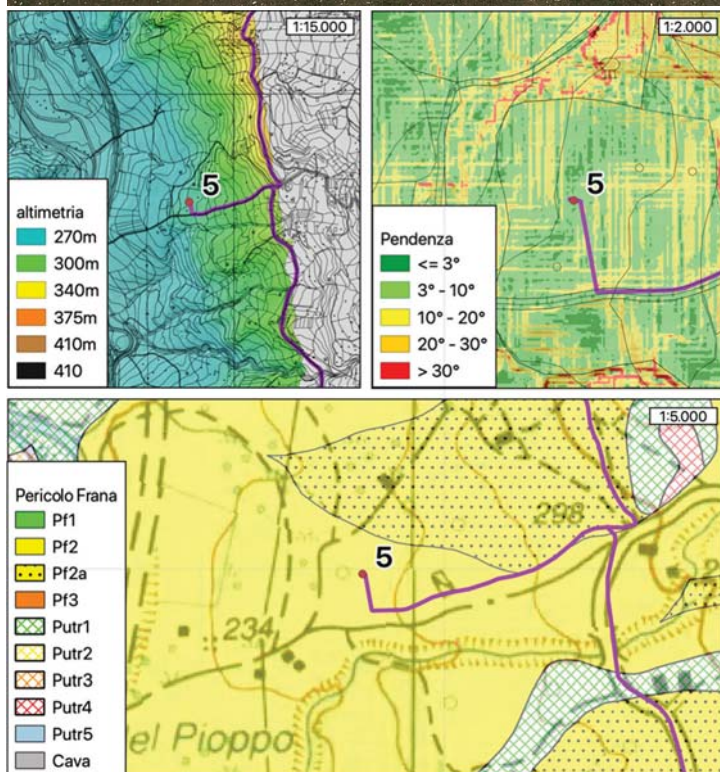 1:15.000
5
altimetria
270m
300m
340m
375m
410m
410
1:2.000
5
Pendenza
<= 3°
3° - 10°
10° - 20°
20° - 30°
> 30°
1:5.000
Pericolo Frana
Pf1
Pf2
Pf2a
Pf3
Putr1
Putr2
Putr3
Putr4
Putr5
Cava
5
298
234
el Pioppo